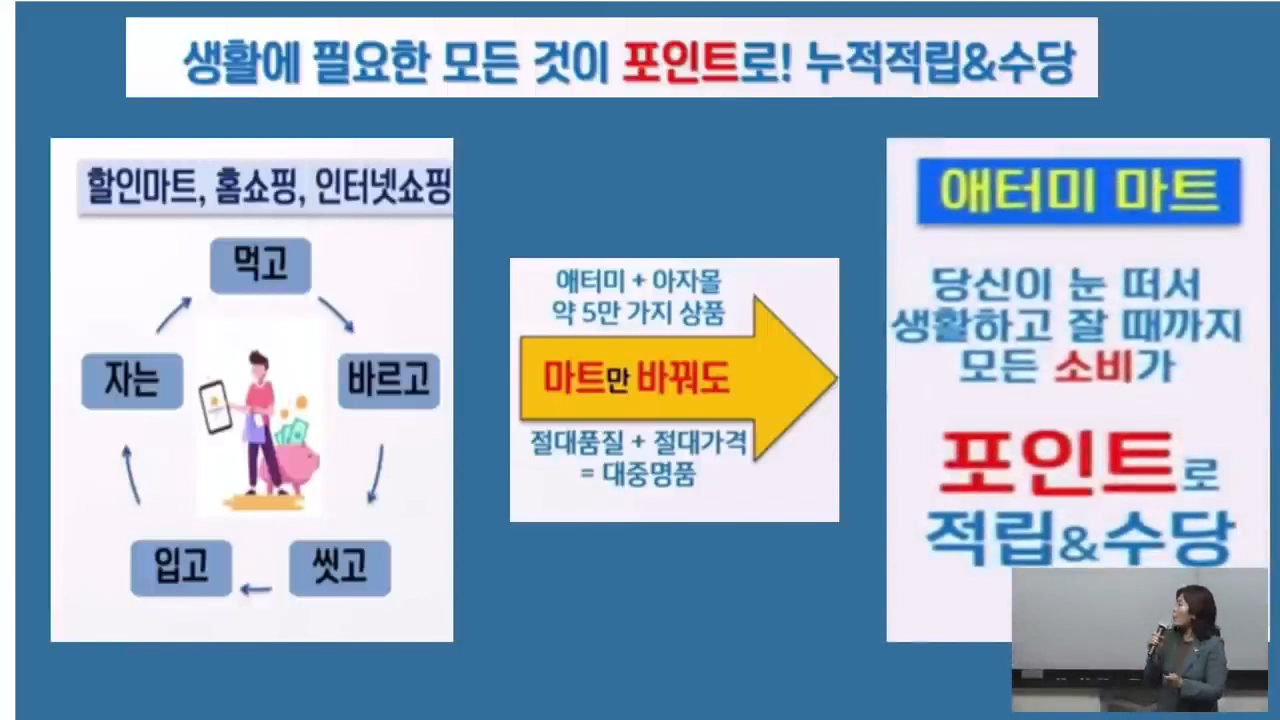 생활에 필요한 모든 것이 포인트로! 누적적립&수당
할인마트, 홈쇼핑, 인터넷쇼핑
먹고
바르고
씻고
입고
자는
애터미 + 아자몰
약 5만 가지 상품
마트만 바꿔도
절대품질 + 절대가격
= 대중명품
애터미 마트
당신이 눈 떠서
생활하고 잘 때까지
모든 소비가
포인트로
적립&수당